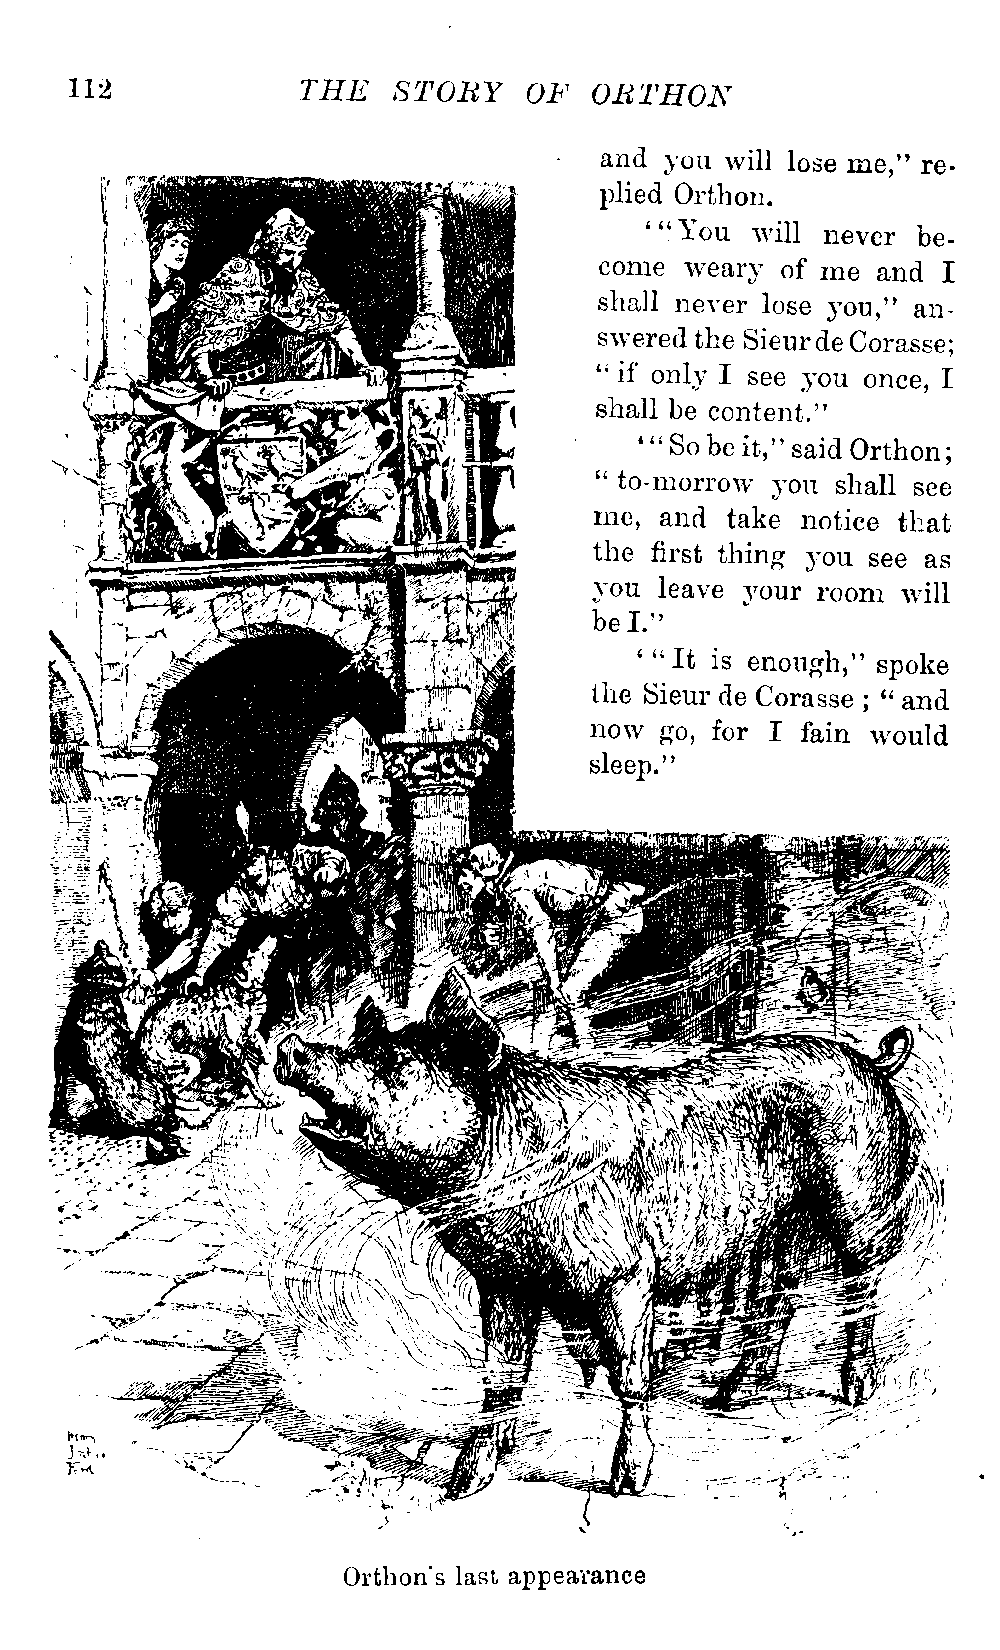 112 THE STORY OF ORTHON
and you will lose me,” re-
plied Orthon.
‘“You will never be-
come weary of me and I
shall never lose you,” an-
swered the Sieur de Corasse;
“if only I see you once, I
shall be content.”
‘“So be it,” said Orthon;
“to-morrow you shall see
me, and take notice that
the first thing you see as
you leave your room will
be I.”
‘“It is enough,” spoke
the Sieur de Corasse; “and
now go, for I fain would
sleep.”
Orthon's last appearance